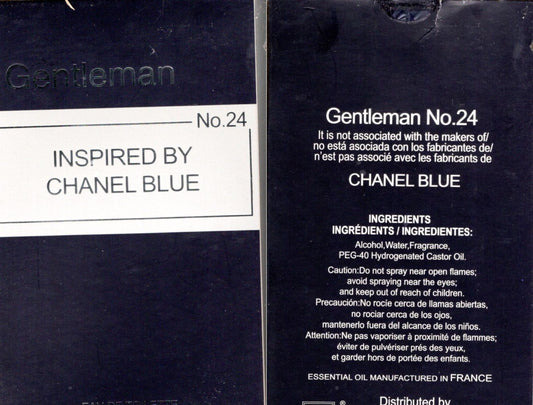 Gentleman
No.24
INSPIRED BY
CHANEL BLUE
Gentleman No.24
It is not associated with the makers of/
no está asociada con los fabricantes de/
n'est pas associé avec les fabricants de
CHANEL BLUE
INGREDIENTS
INGRÉDIENTS / INGREDIENTES:
Alcohol,Water,Fragrance,
PEG-40 Hydrogenated Castor Oil.
Caution:Do not spray near open flames;
avoid spraying near the eyes;
and keep out of reach of children.
Precaución:No rocíe cerca de llamas abiertas,
no rociar cerca de los ojos,
mantenerlo fuera del alcance de los niños.
Attention:Ne pas vaporiser à proximité de flammes;
éviter de pulvériser prés des yeux,
et garder hors de portée des enfants.
ESSENTIAL OIL MANUFACTURED IN FRANCE
®
Distributed by